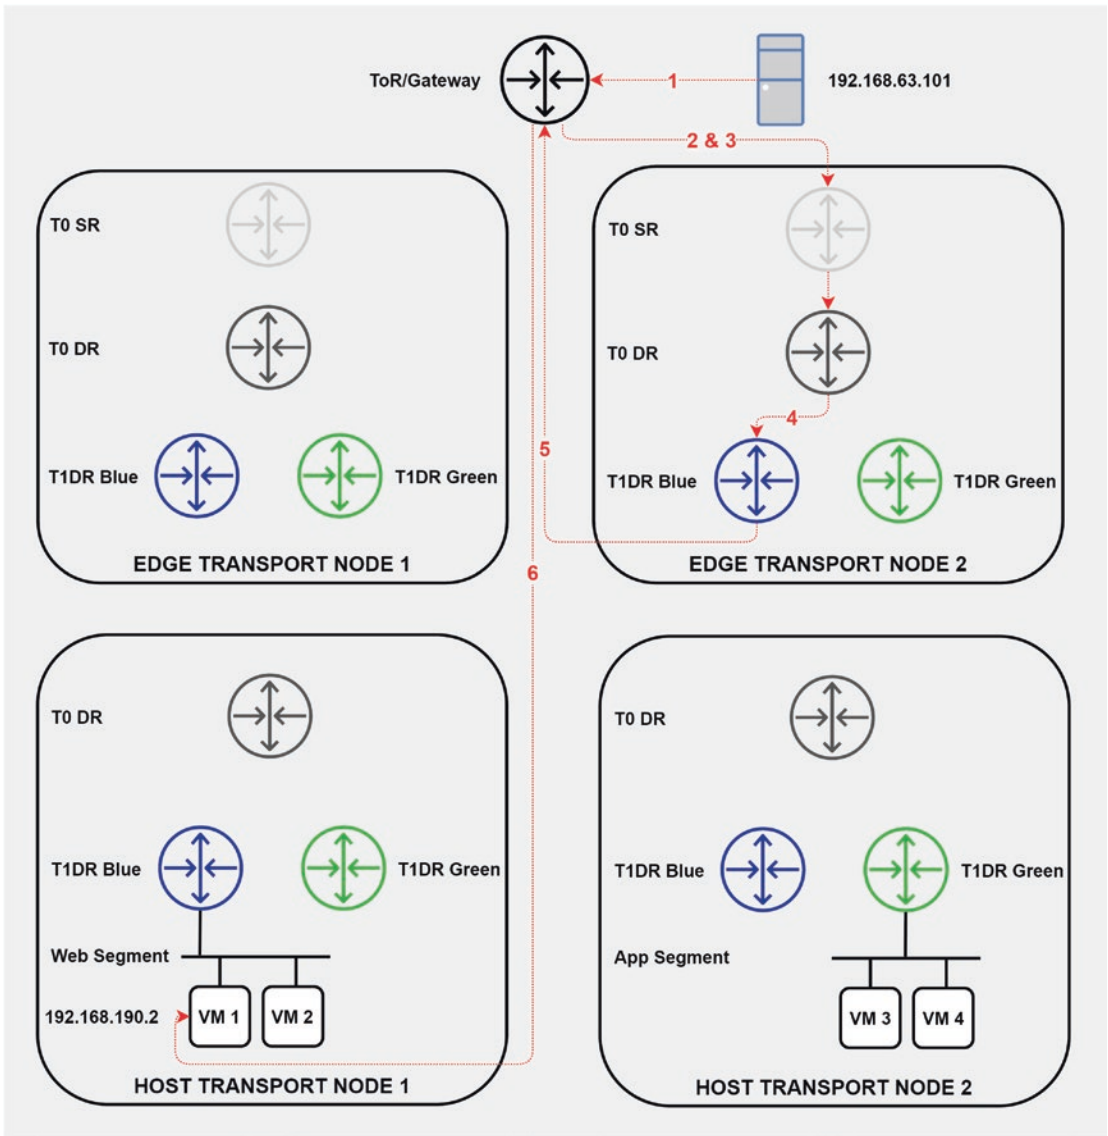 ToR/Gateway
1
192.168.63.101
2 & 3
T0 SR
T0 DR
T1DR Blue
T1DR Green
EDGE TRANSPORT NODE 1
T0 SR
T0 DR
4
T1DR Blue
T1DR Green
EDGE TRANSPORT NODE 2
5
6
T0 DR
T1DR Blue
T1DR Green
Web Segment
192.168.190.2
VM 1
VM 2
HOST TRANSPORT NODE 1
T0 DR
T1DR Blue
T1DR Green
App Segment
VM 3
VM 4
HOST TRANSPORT NODE 2